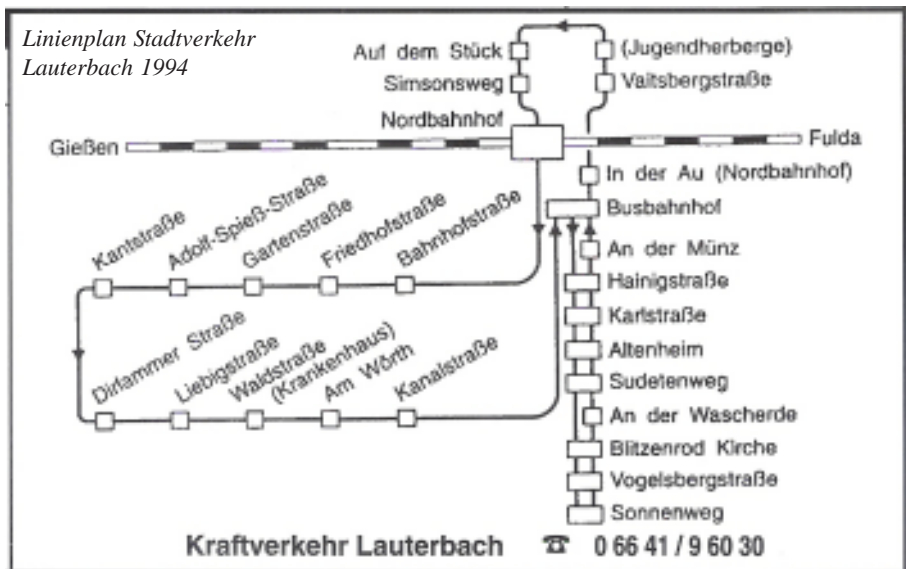 Linienplan Stadtverkehr
Lauterbach 1994
Auf dem Stück
(Jugendherberge)
Simsonsweg
Vaitsbergstraße
Nordbahnhof
Gießen
Fulda
In der Au (Nordbahnhof)
Busbahnhof
Kantstraße
Adolf-Spieß-Straße
Gartenstraße
Friedhofstraße
Bahnhofstraße
An der Münz
Hainigstraße
Karlstraße
Altenheim
Sudetenweg
An der Wascherde
Blitzenrod Kirche
Vogelsbergstraße
Sonnenweg
Dirlammer Straße
Liebigstraße
Waldstraße
(Krankenhaus)
Am Wörth
Kanalstraße
Kraftverkehr Lauterbach ☎ 0 66 41 / 9 60 30